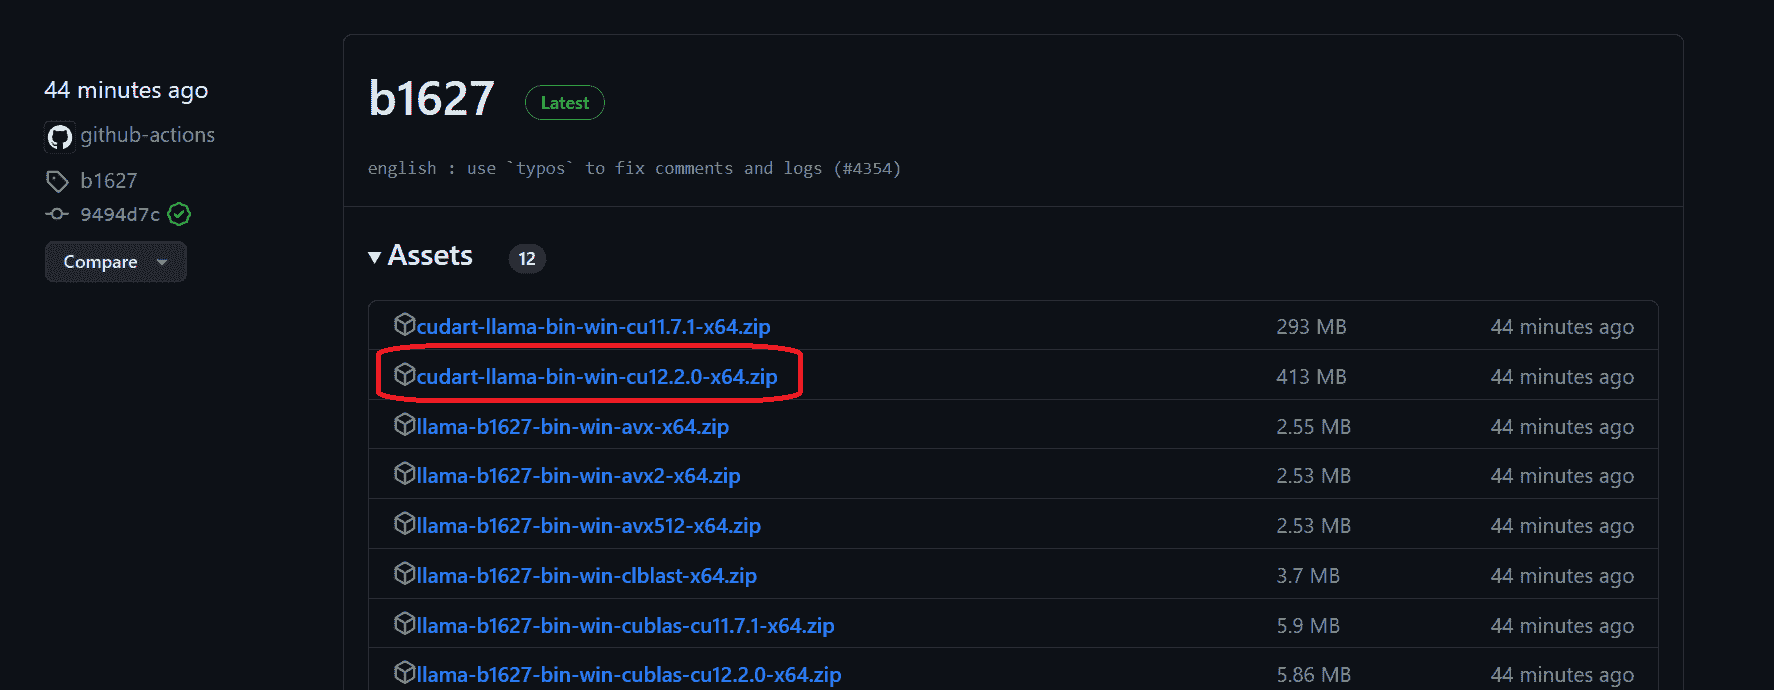 44 minutes ago
github-actions
b1627
9494d7c
Compare
b1627 Latest
english : use `typos` to fix comments and logs (#4354)
Assets 12
cudart-llama-bin-win-cu11.7.1-x64.zip 293 MB 44 minutes ago
cudart-llama-bin-win-cu12.2.0-x64.zip 413 MB 44 minutes ago
llama-b1627-bin-win-avx-x64.zip 2.55 MB 44 minutes ago
llama-b1627-bin-win-avx2-x64.zip 2.53 MB 44 minutes ago
llama-b1627-bin-win-avx512-x64.zip 2.53 MB 44 minutes ago
llama-b1627-bin-win-clblast-x64.zip 3.7 MB 44 minutes ago
llama-b1627-bin-win-cublas-cu11.7.1-x64.zip 5.9 MB 44 minutes ago
llama-b1627-bin-win-cublas-cu12.2.0-x64.zip 5.86 MB 44 minutes ago